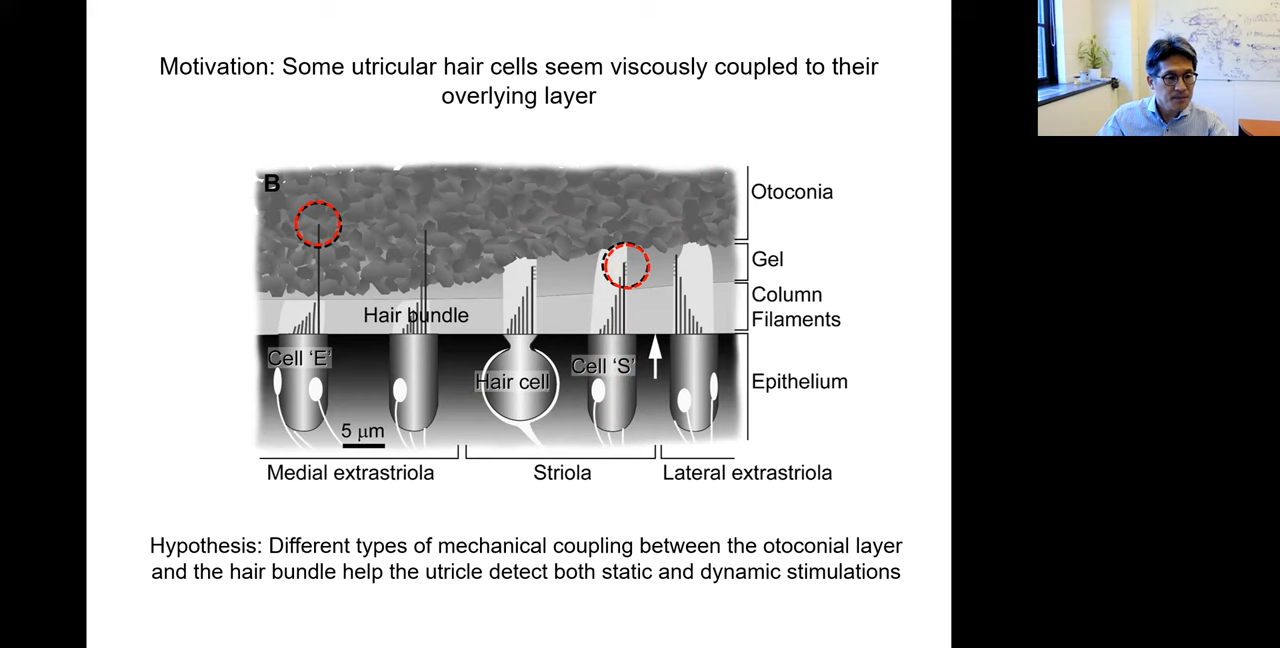 Motivation: Some utricular hair cells seem viscously coupled to their
overlying layer
B
Otoconia
Gel
Column
Filaments
Hair bundle
Cell 'E'
Cell 'S'
Hair cell
Epithelium
5 μm
Medial extrastriola
Striola
Lateral extrastriola
Hypothesis: Different types of mechanical coupling between the otoconial layer
and the hair bundle help the utricle detect both static and dynamic stimulations